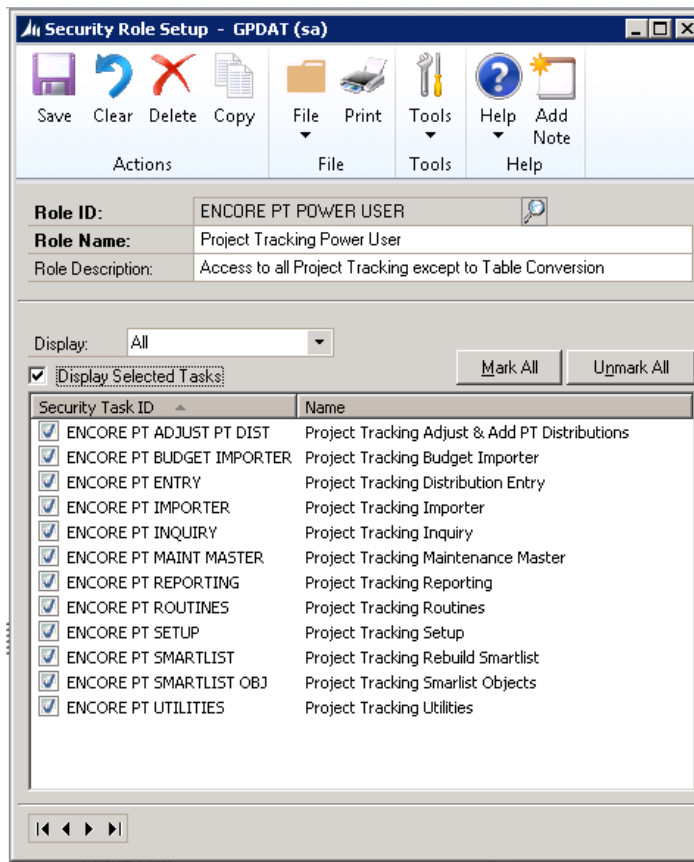 Security Role Setup - GPDAT (sa)
Save Clear Delete Copy File Print Tools Help Add Note
Actions File Tools Help
Role ID: ENCORE PT POWER USER
Role Name: Project Tracking Power User
Role Description: Access to all Project Tracking except to Table Conversion
Display: All
Display Selected Tasks Mark All Unmark All
Security Task ID Name
ENCORE PT ADJUST PT DIST Project Tracking Adjust & Add PT Distributions
ENCORE PT BUDGET IMPORTER Project Tracking Budget Importer
ENCORE PT ENTRY Project Tracking Distribution Entry
ENCORE PT IMPORTER Project Tracking Importer
ENCORE PT INQUIRY Project Tracking Inquiry
ENCORE PT MAINT MASTER Project Tracking Maintenance Master
ENCORE PT REPORTING Project Tracking Reporting
ENCORE PT ROUTINES Project Tracking Routines
ENCORE PT SETUP Project Tracking Setup
ENCORE PT SMARTLIST Project Tracking Rebuild Smartlist
ENCORE PT SMARTLIST OBJ Project Tracking Smarlist Objects
ENCORE PT UTILITIES Project Tracking Utilities